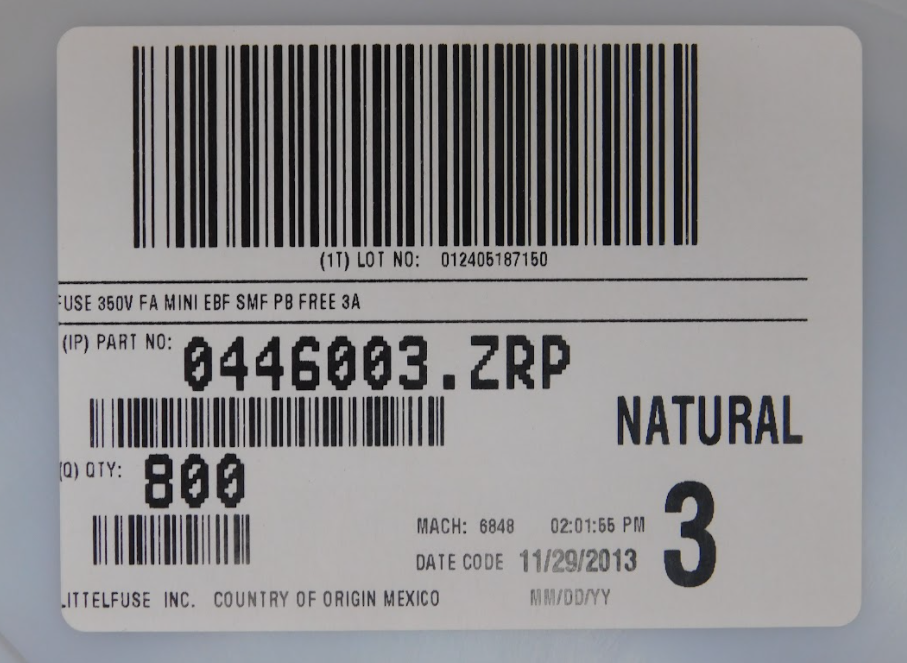 (1T) LOT NO: 012405187150
FUSE 350V FA MINI EBF SMF PB FREE 3A
(IP) PART NO: 0446003.ZRP
NATURAL
(Q) QTY: 800
3
MACH: 6848 02:01:55 PM
DATE CODE 11/29/2013
LITTELFUSE INC. COUNTRY OF ORIGIN MEXICO
MM/DD/YY